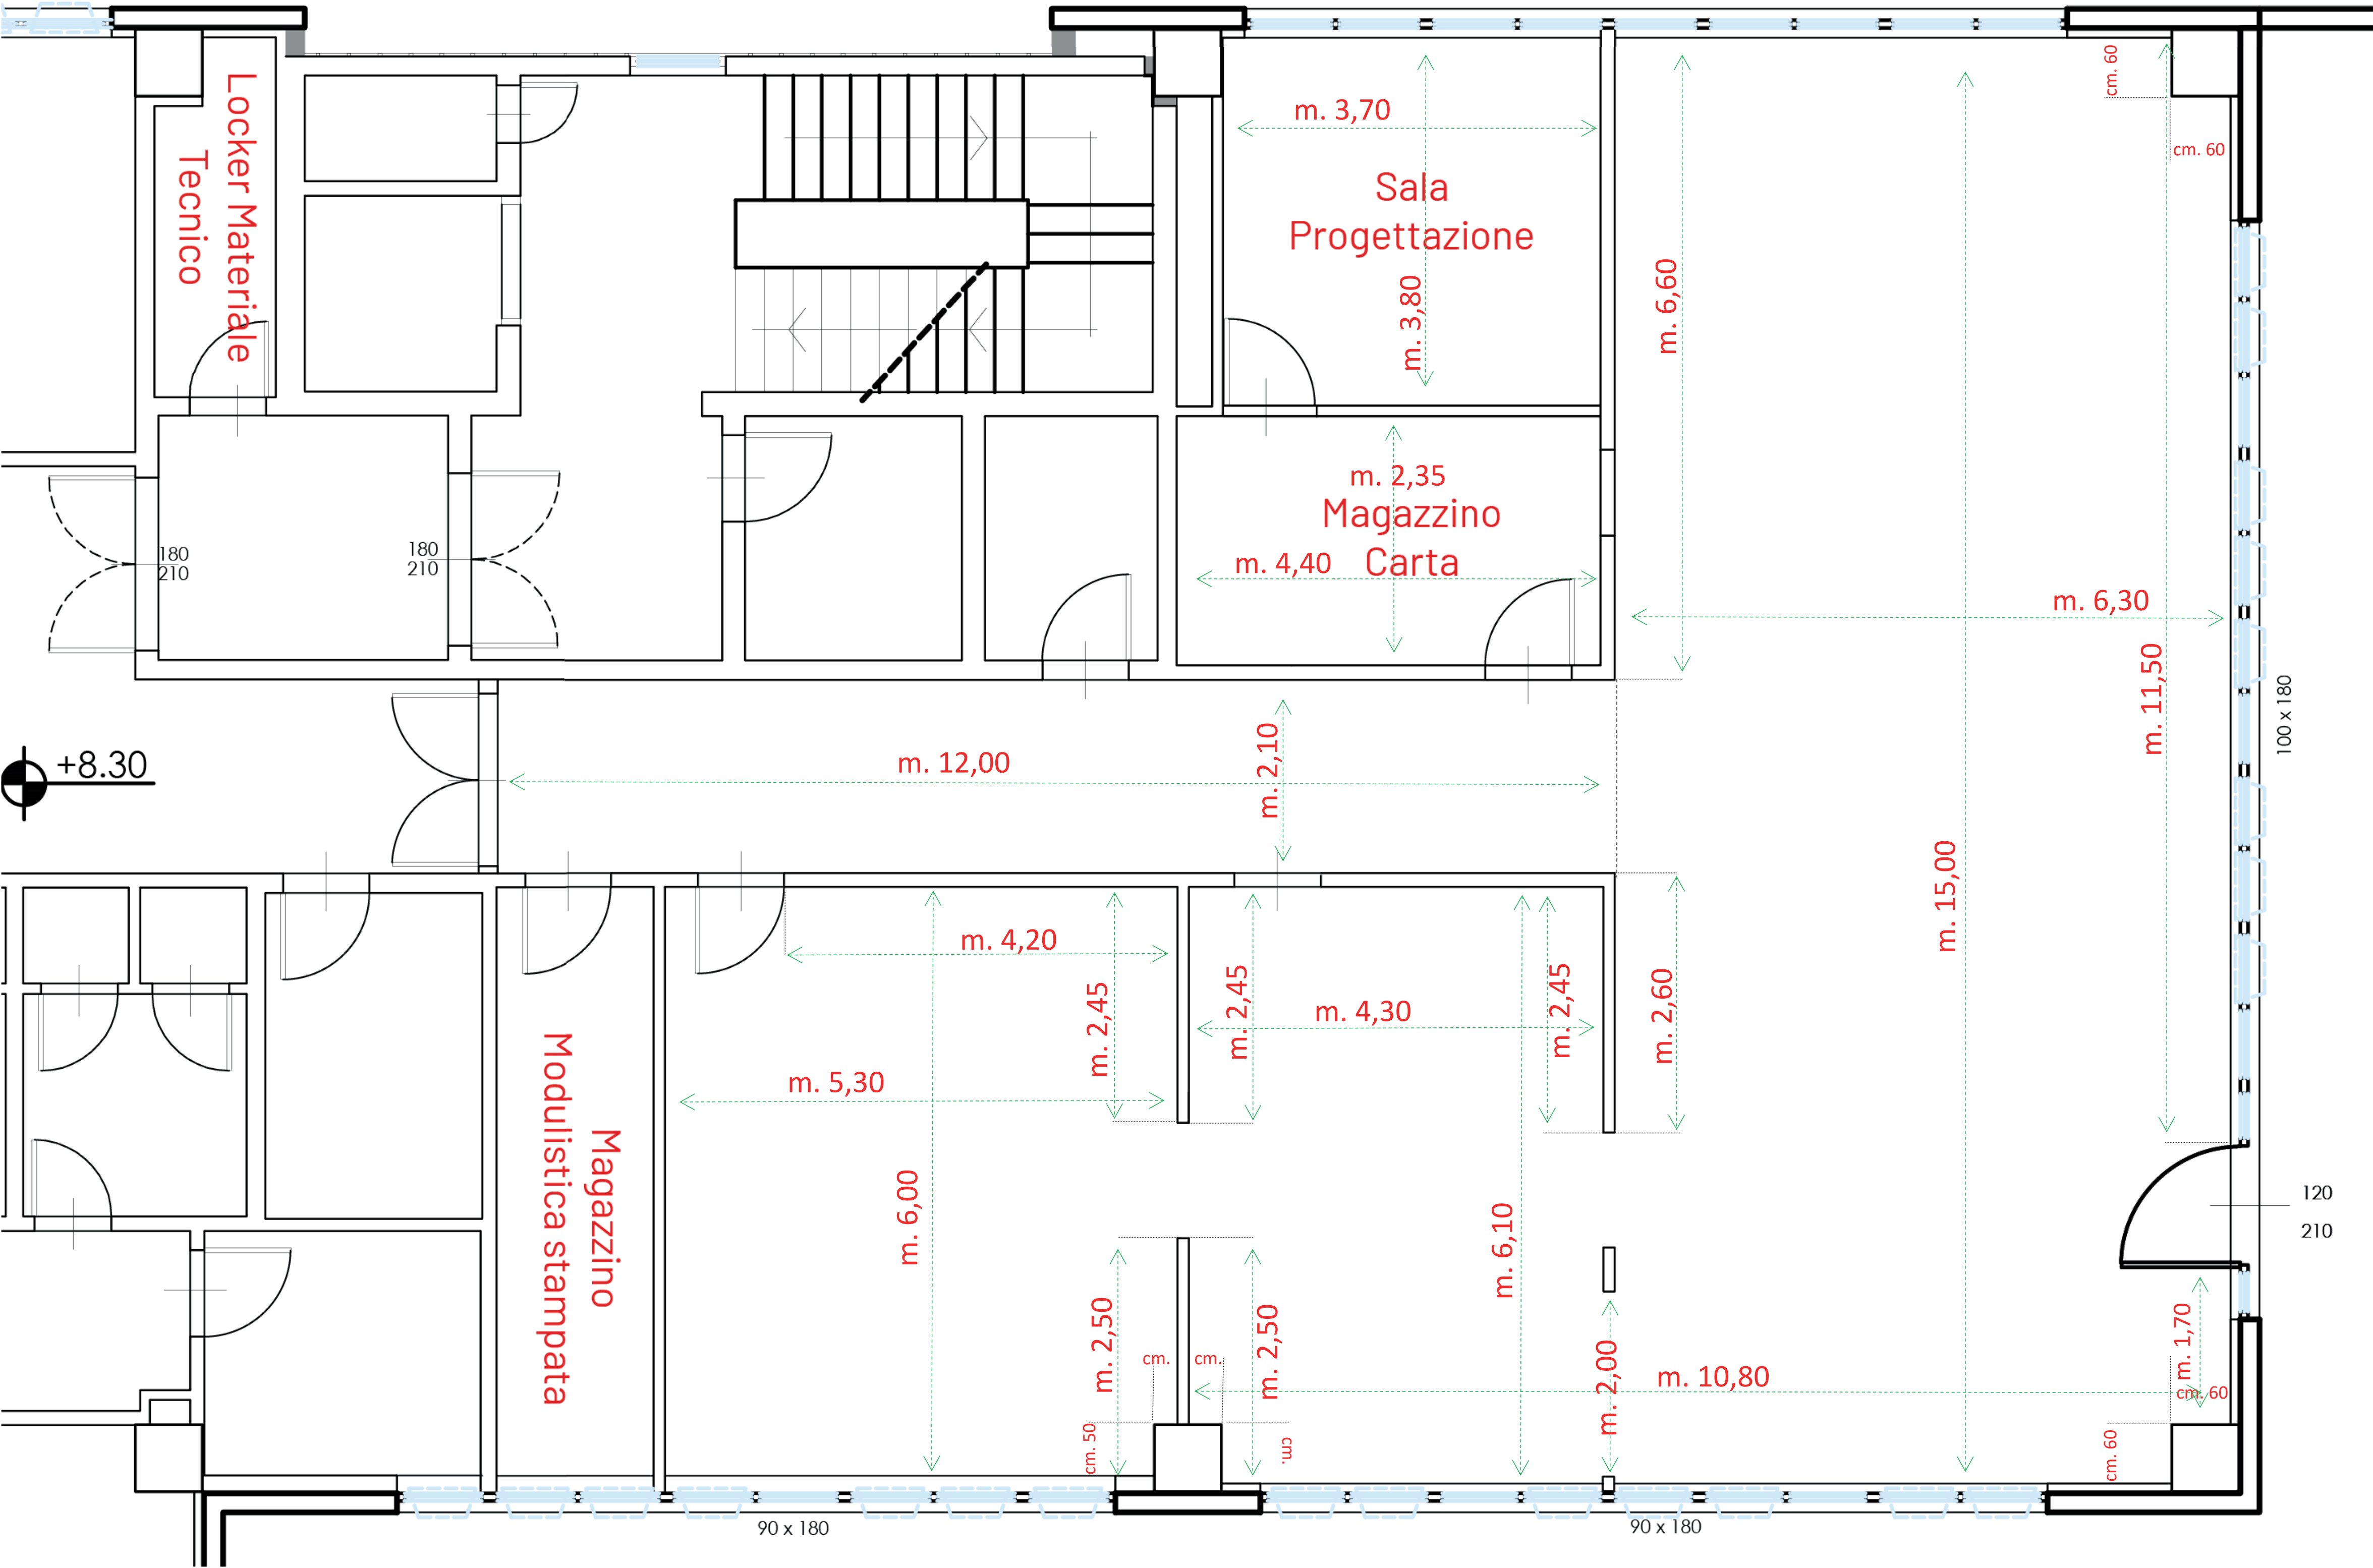 Locker Materiale
Tecnico
m. 3,70
Sala
Progettazione
m. 3,80
m. 6,60
cm. 60
cm. 60
m. 2,35
Magazzino
m. 4,40
Carta
180
210
180
210
m. 6,30
m. 11,50
100 x 180
+8.30
m. 12,00
m. 2,10
m. 15,00
m. 4,20
m. 2,45
m. 2,45
m. 4,30
m. 2,45
m. 2,60
m. 5,30
Magazzino
Modulistica stampata
m. 6,00
m. 6,10
120
210
m. 2,50
cm.
cm.
m. 2,50
m. 2,00
m. 10,80
m. 1,70
cm. 60
cm. 50
cm.
cm. 60
90 x 180
90 x 180